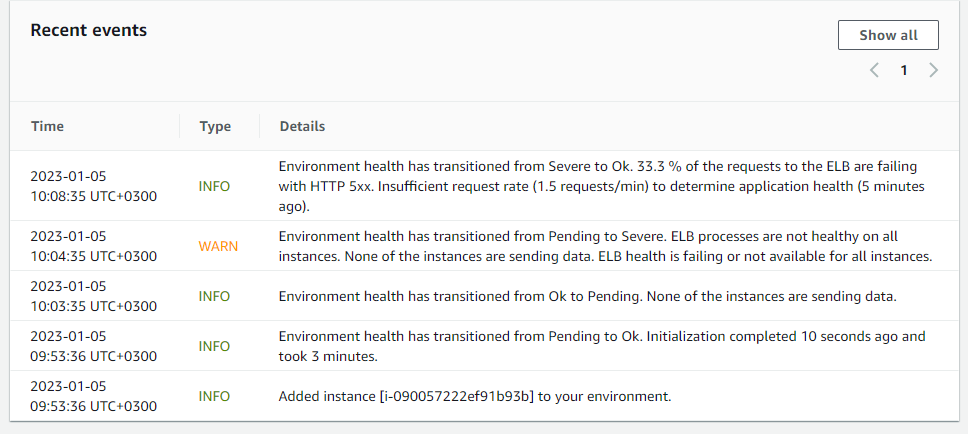 Recent events
Show all
1
Time Type Details
2023-01-05
10:08:35 UTC+0300
INFO
Environment health has transitioned from Severe to Ok. 33.3 % of the requests to the ELB are failing
with HTTP 5xx. Insufficient request rate (1.5 requests/min) to determine application health (5 minutes
ago).
2023-01-05
10:04:35 UTC+0300
WARN
Environment health has transitioned from Pending to Severe. ELB processes are not healthy on all
instances. None of the instances are sending data. ELB health is failing or not available for all instances.
2023-01-05
10:03:35 UTC+0300
INFO
Environment health has transitioned from Ok to Pending. None of the instances are sending data.
2023-01-05
09:53:36 UTC+0300
INFO
Environment health has transitioned from Pending to Ok. Initialization completed 10 seconds ago and
took 3 minutes.
2023-01-05
09:53:36 UTC+0300
INFO
Added instance [i-090057222ef91b93b] to your environment.